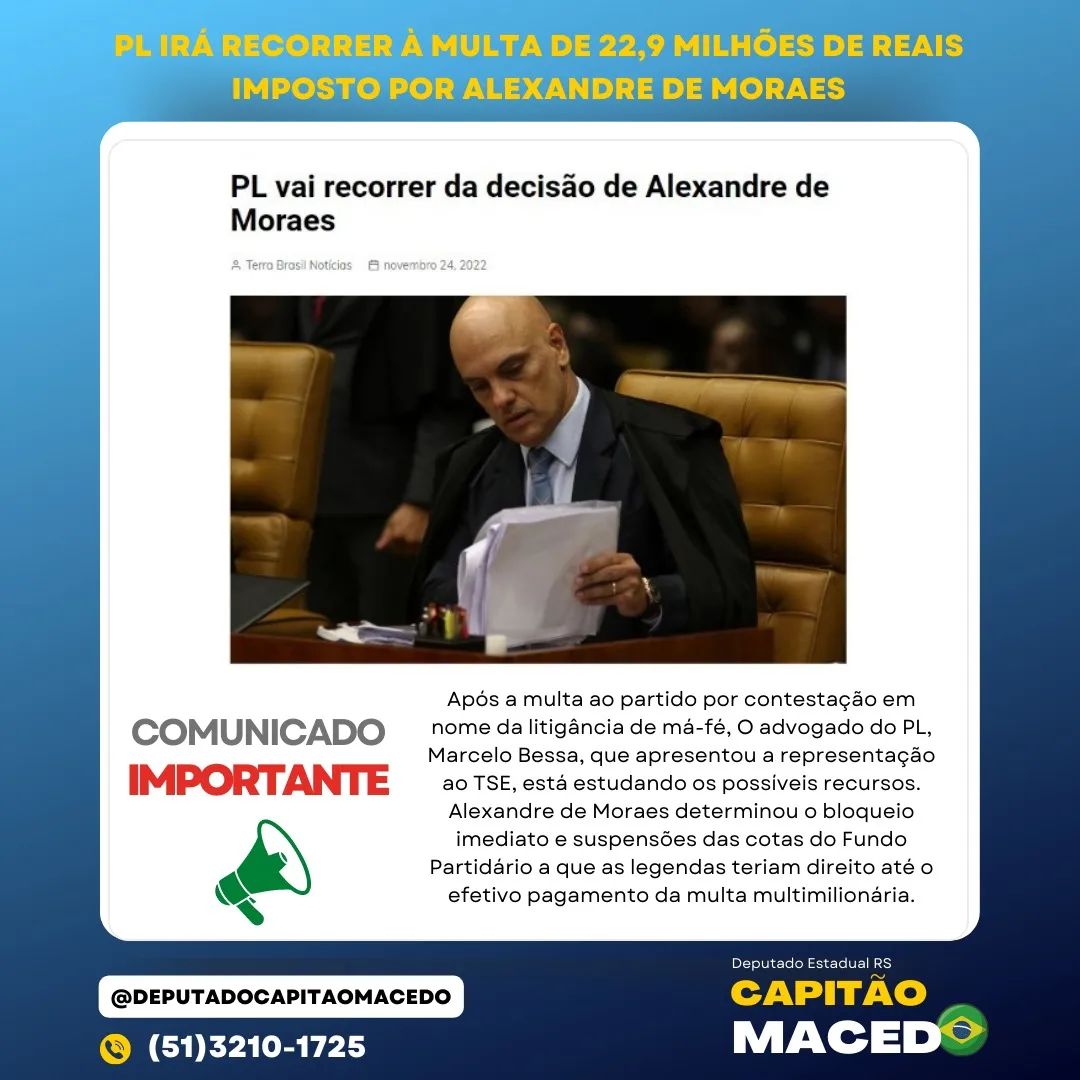 PL IRÁ RECORRER À MULTA DE 22,9 MILHÕES DE REAIS
IMPOSTO POR ALEXANDRE DE MORAES
PL vai recorrer da decisão de Alexandre de
Moraes
Terra Brasil Notícias novembro 24, 2022
COMUNICADO
IMPORTANTE
Após a multa ao partido por contestação em
nome da litigância de má-fé, O advogado do PL,
Marcelo Bessa, que apresentou a representação
ao TSE, está estudando os possíveis recursos.
Alexandre de Moraes determinou o bloqueio
imediato e suspensões das cotas do Fundo
Partidário a que as legendas teriam direito até o
efetivo pagamento da multa multimilionária.
@DEPUTADOCAPITAOMACEDO
(51)3210-1725
Deputado Estadual RS
CAPITÃO
MACEDO